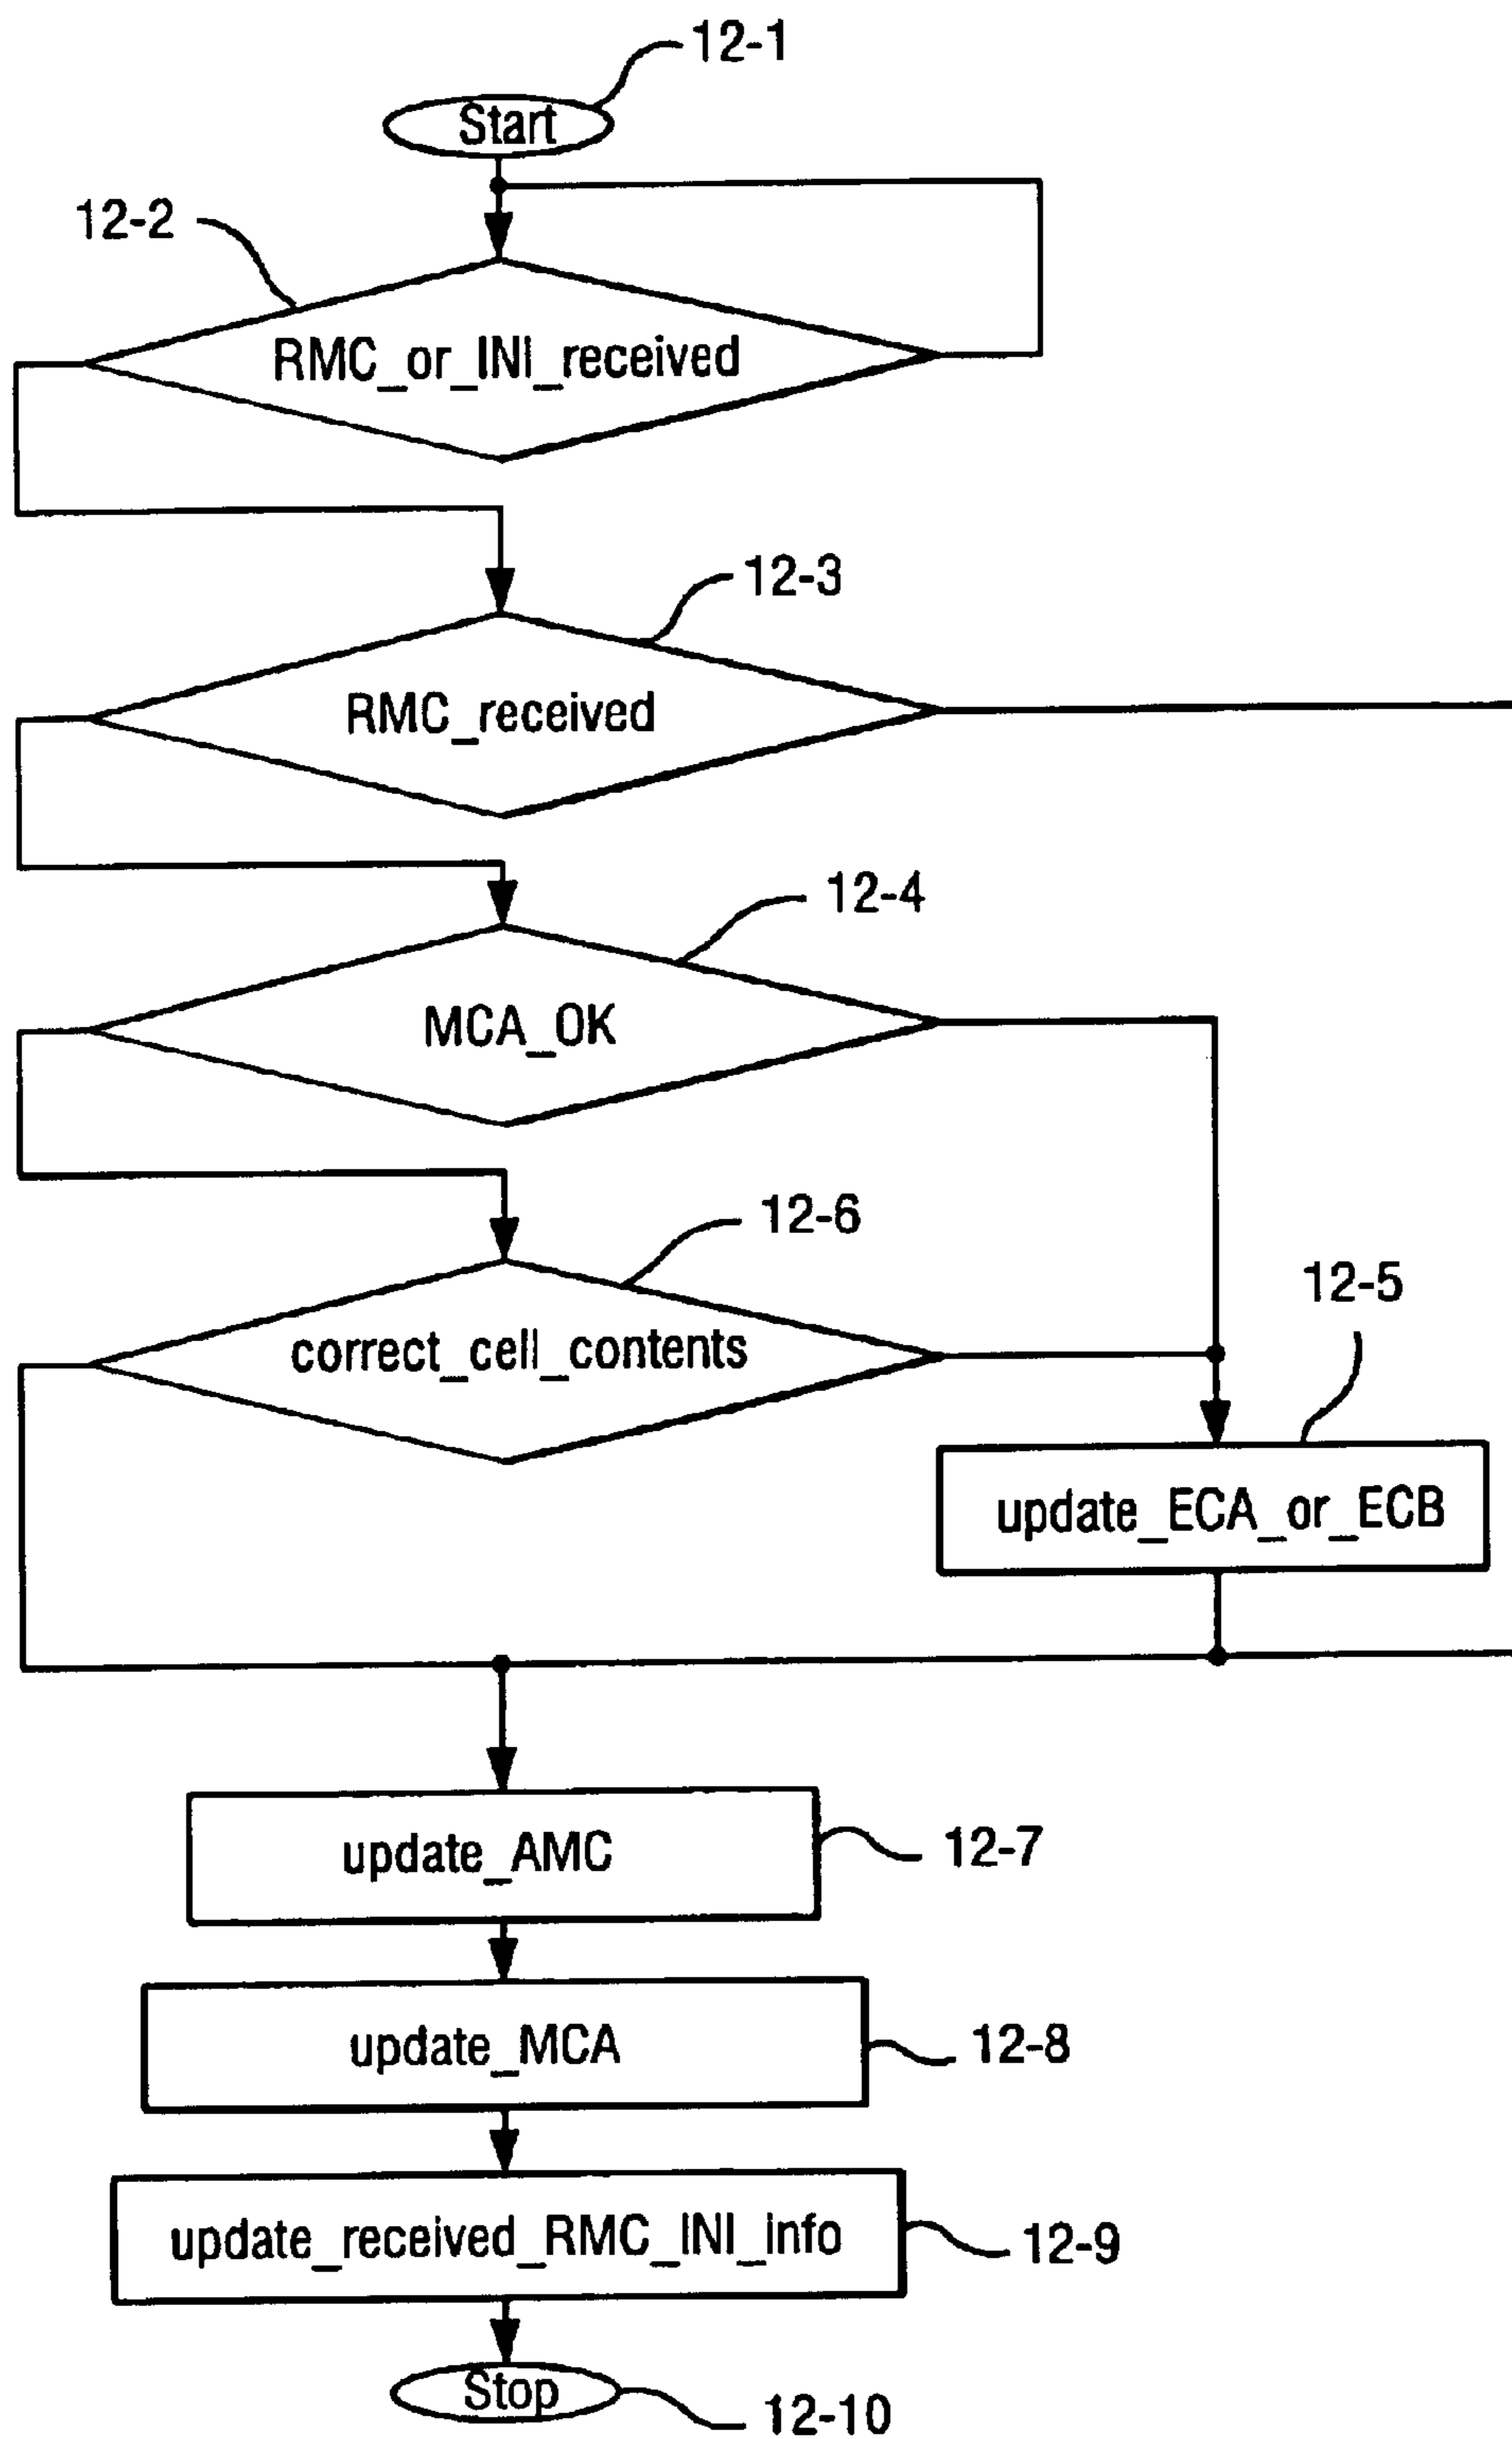 12-1
Start
12-2
RMC_or_INI_received
12-3
RMC_received
12-4
MCA_OK
12-6
correct_cell_contents
12-5
update_ECA_or_ECB
update_AMC
12-7
update_MCA
12-8
update_received_RMC_INI_info
12-9
Stop
12-10